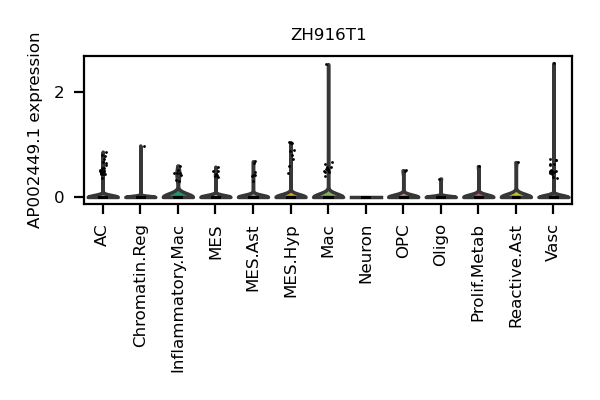 ZH916T1
AP002449.1 expression
2
0
AC
Chromatin.Reg
Inflammatory.Mac
MES
MES.Ast
MES.Hyp
Mac
Neuron
OPC
Oligo
Prolif.Metab
Reactive.Ast
Vasc